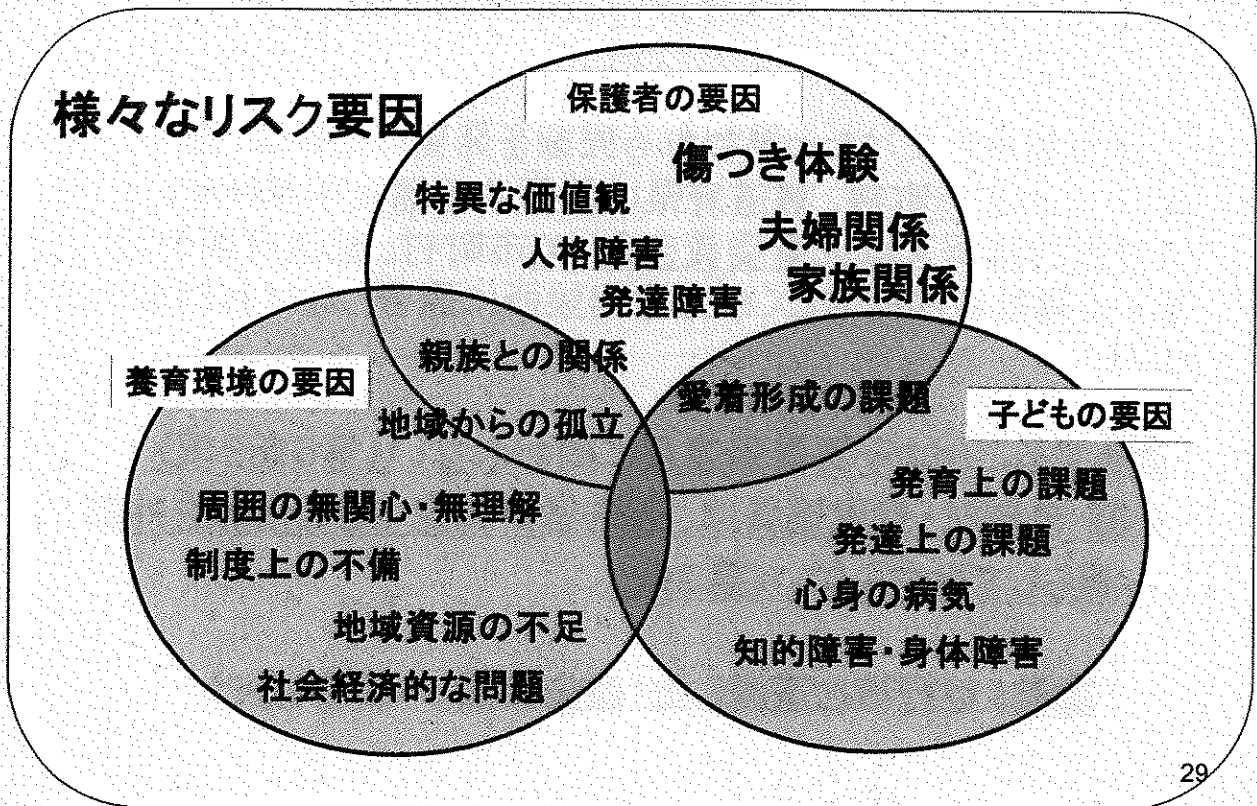 様々なリスク要因
保護者の要因
傷つき体験
特異な価値観
夫婦関係
人格障害
家族関係
発達障害
親族との関係
養育環境の要因
愛着形成の課題
子どもの要因
地域からの孤立
発育上の課題
周囲の無関心・無理解
発達上の課題
制度上の不備
心身の病気
地域資源の不足
知的障害・身体障害
社会経済的な問題
29